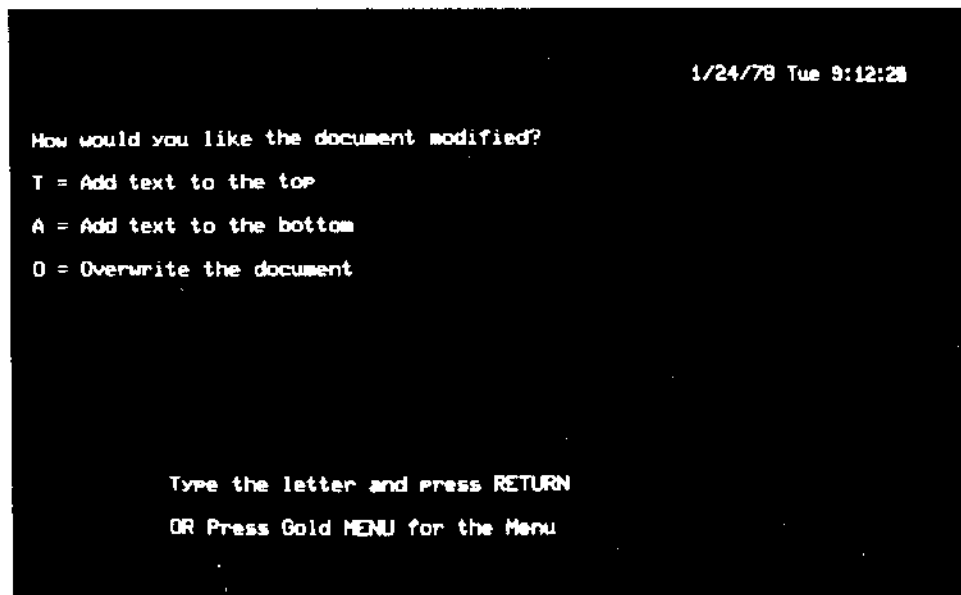 1/24/78 Tue 9:12:28
How would you like the document modified?
T = Add text to the top
A = Add text to the bottom
O = Overwrite the document
Type the letter and press RETURN
OR Press Gold MENU for the Menu